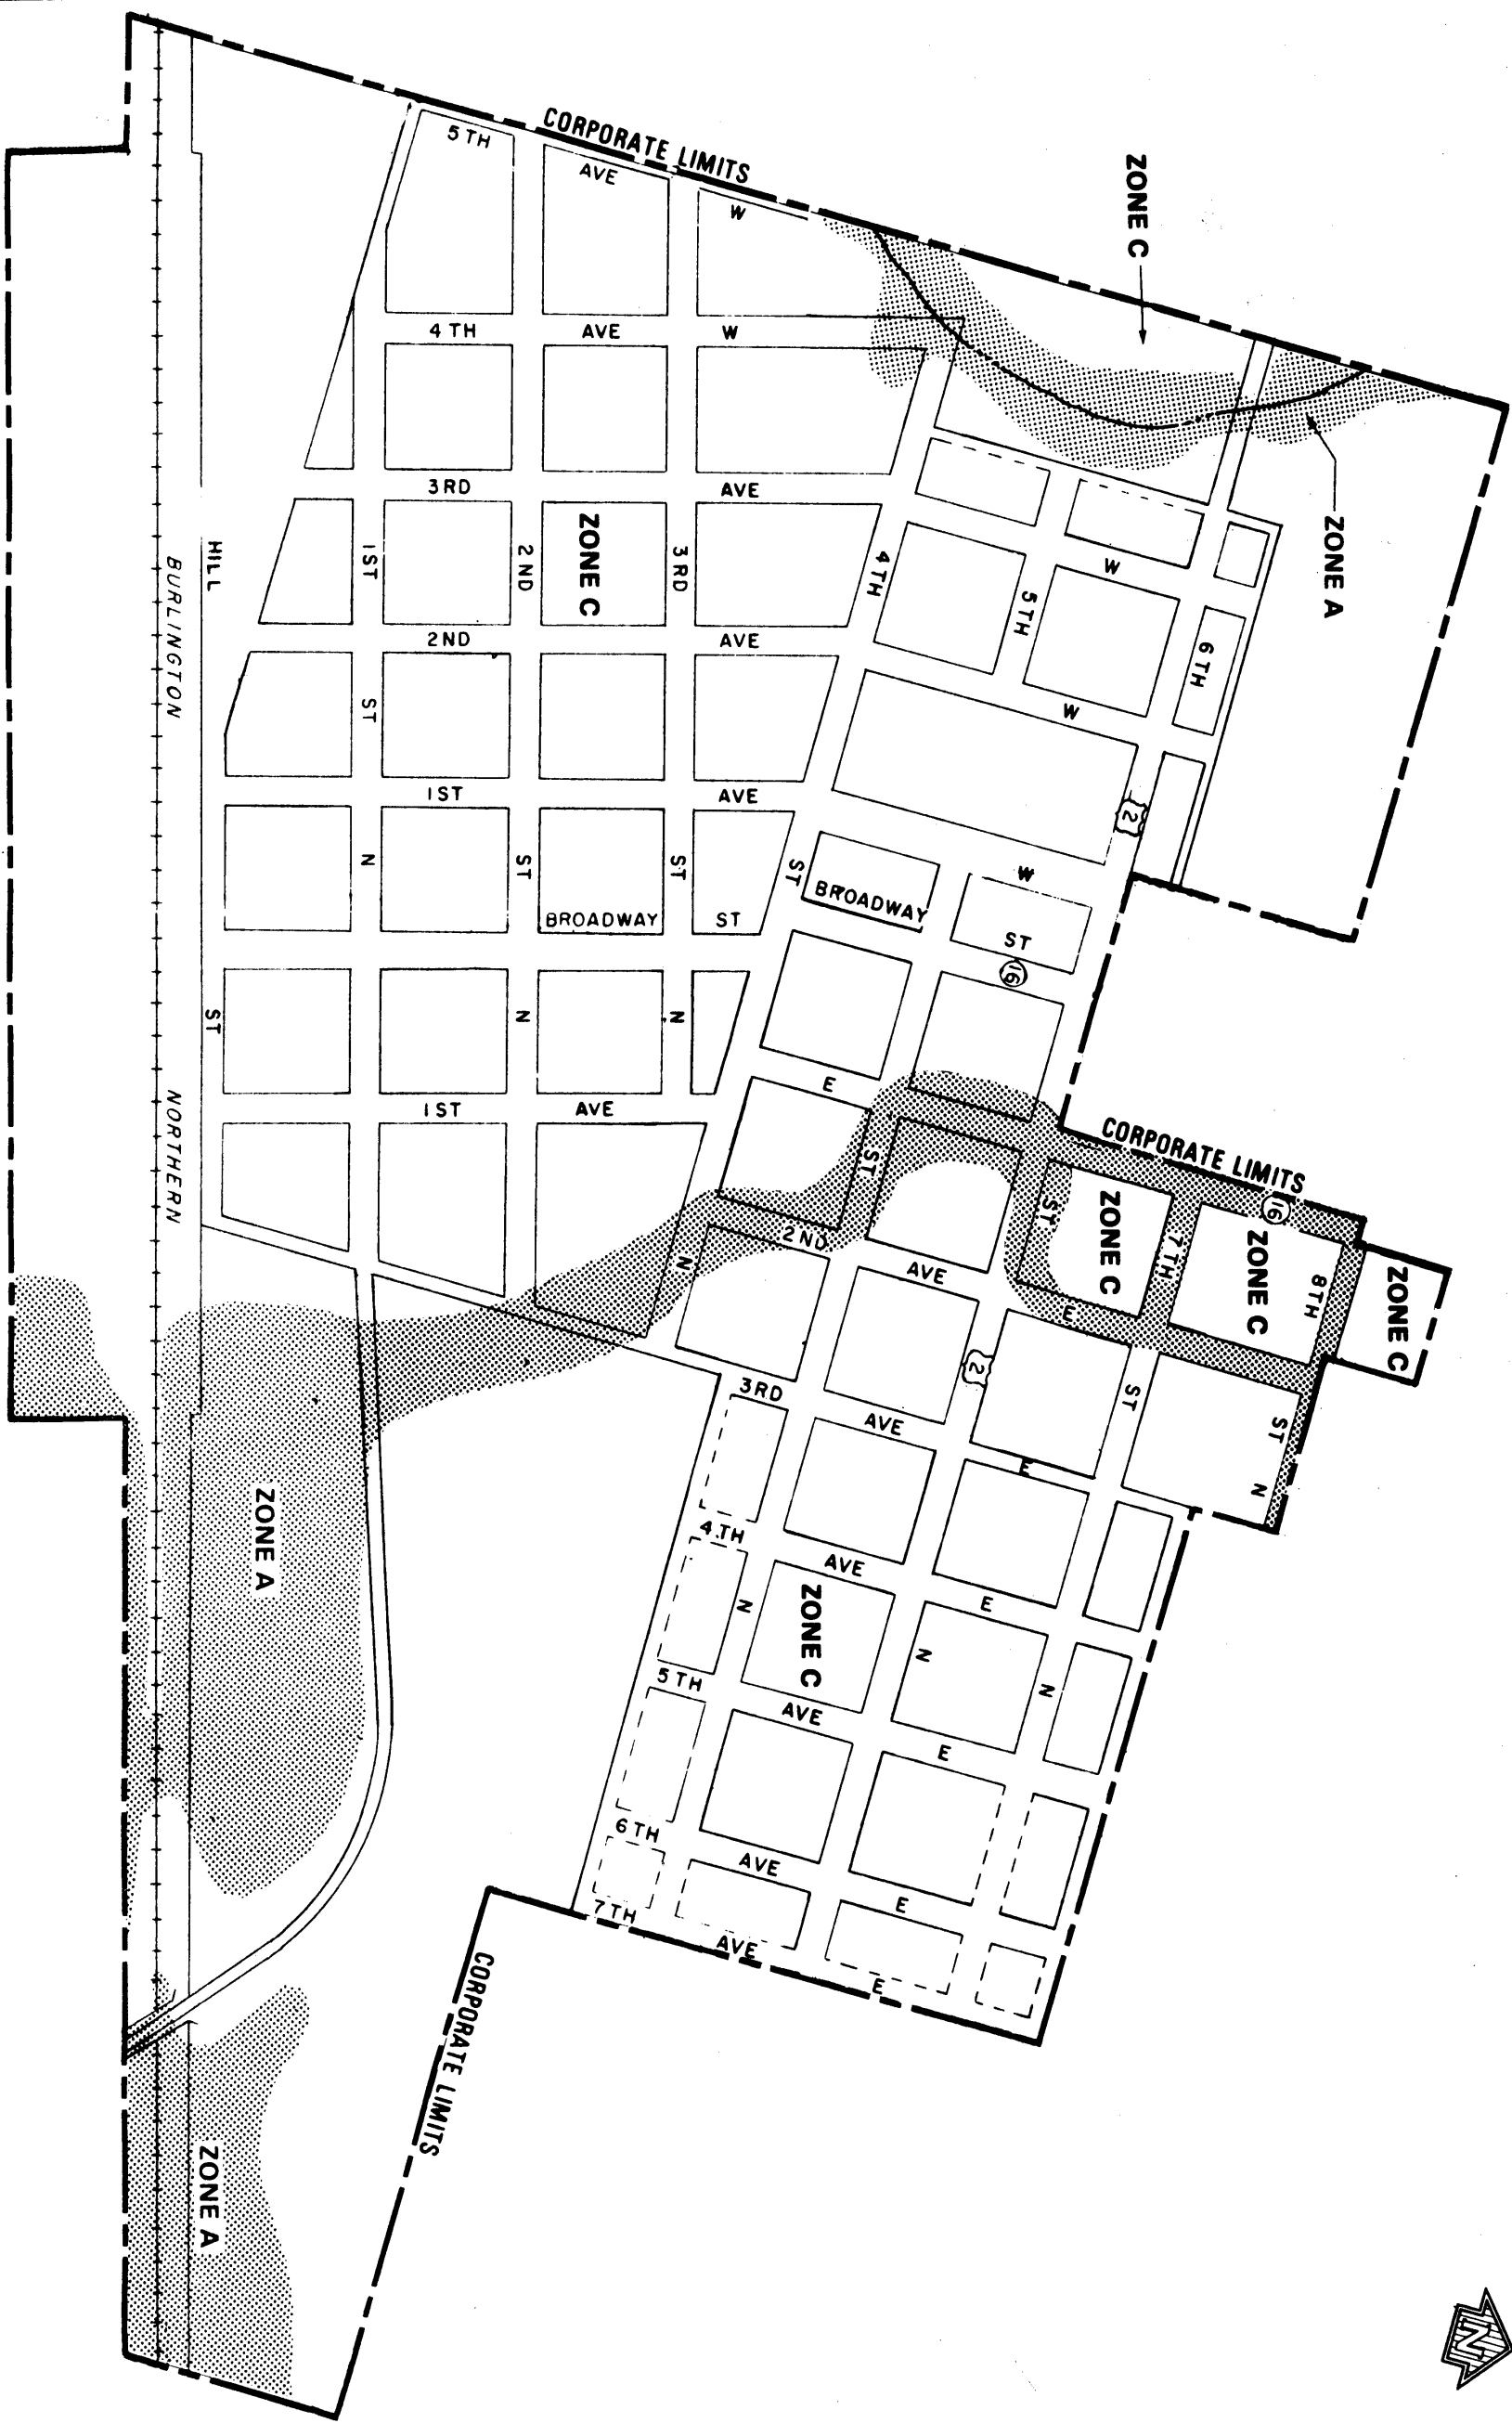 CORPORATE LIMITS
5TH
AVE
W
ZONE C
ZONE A
4TH
AVE
W
3RD
AVE
W
2ND
AVE
W
1ST
AVE
W
BROADWAY
ST
BROADWAY
ST
16
2
HILL
ST
BURLINGTON
NORTHERN
1ST
ST
N
2ND
ST
N
3RD
ST
N
4TH
ST
N
5TH
ST
N
6TH
ST
N
ZONE C
1ST
AVE
E
2ND
AVE
E
3RD
AVE
E
4TH
AVE
E
5TH
AVE
E
6TH
AVE
E
7TH
AVE
E
7TH
ST
N
8TH
ST
N
2
16
CORPORATE LIMITS
ZONE C
ZONE C
ZONE C
ZONE C
ZONE A
ZONE A
CORPORATE LIMITS
N